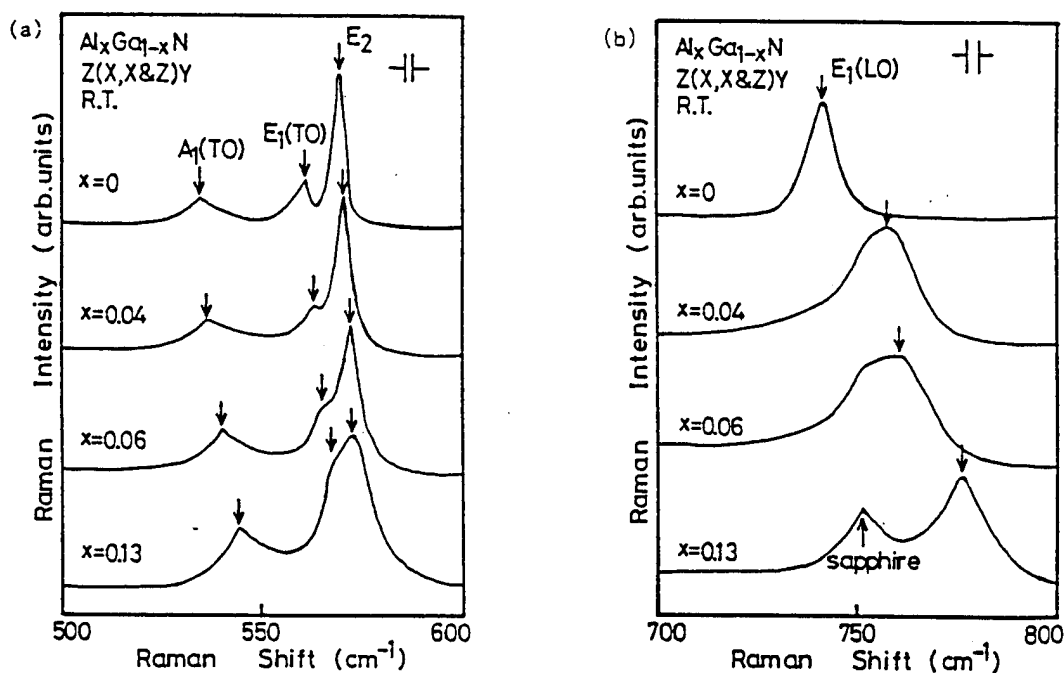 (a)
AlxGa1-xN
Z(X,X&Z)Y
R.T.
E2
E1(TO)
A1(TO)
x=0
x=0.04
x=0.06
x=0.13
Raman Intensity (arb.units)
500 550 600
Raman Shift (cm-1)
(b)
AlxGa1-xN
Z(X,X&Z)Y
R.T.
E1(LO)
x=0
x=0.04
x=0.06
x=0.13
sapphire
Raman Intensity (arb.units)
700 750 800
Raman Shift (cm-1)